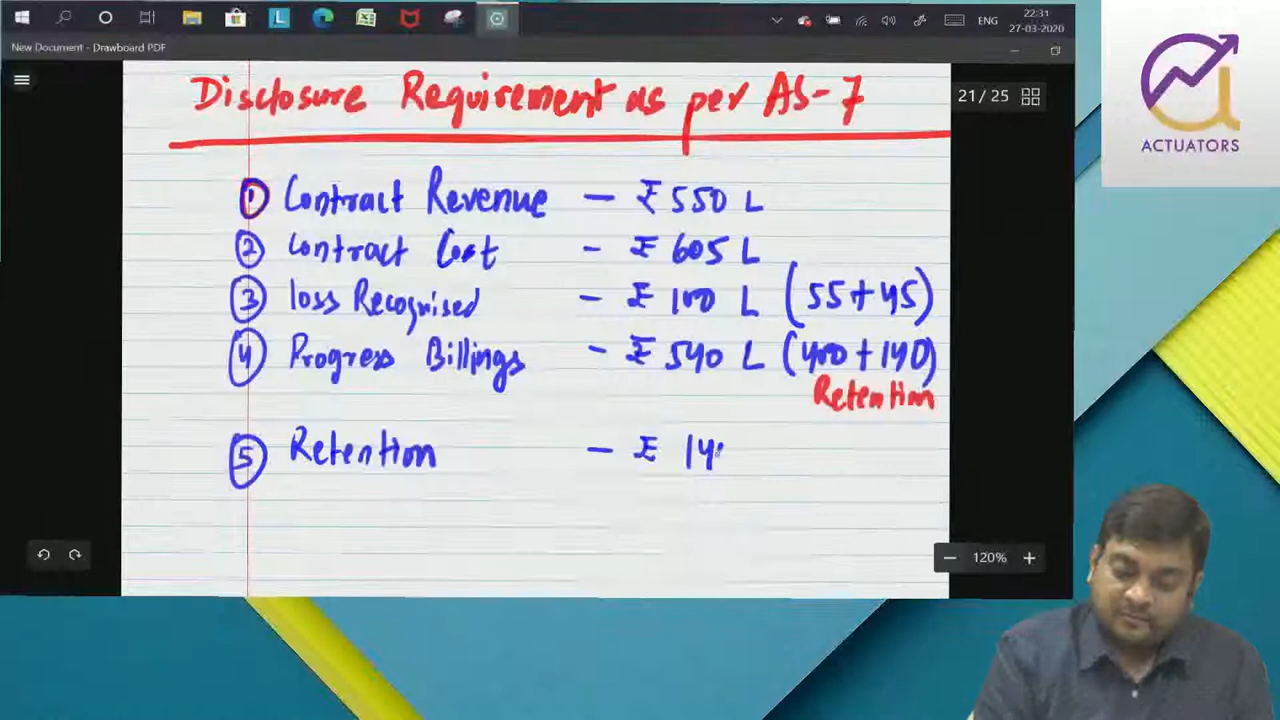 22:31
ENG
27-03-2020
New Document - Drawboard PDF
21 / 25
ACTUATORS
Disclosure Requirement as per AS-7
① Contract Revenue - ₹ 550 L
② Contract Cost - ₹ 605 L
③ loss Recognised - ₹ 100 L (55+45)
④ Progress Billings - ₹ 540 L (400+140)
Retention
⑤ Retention - ₹ 14
120%